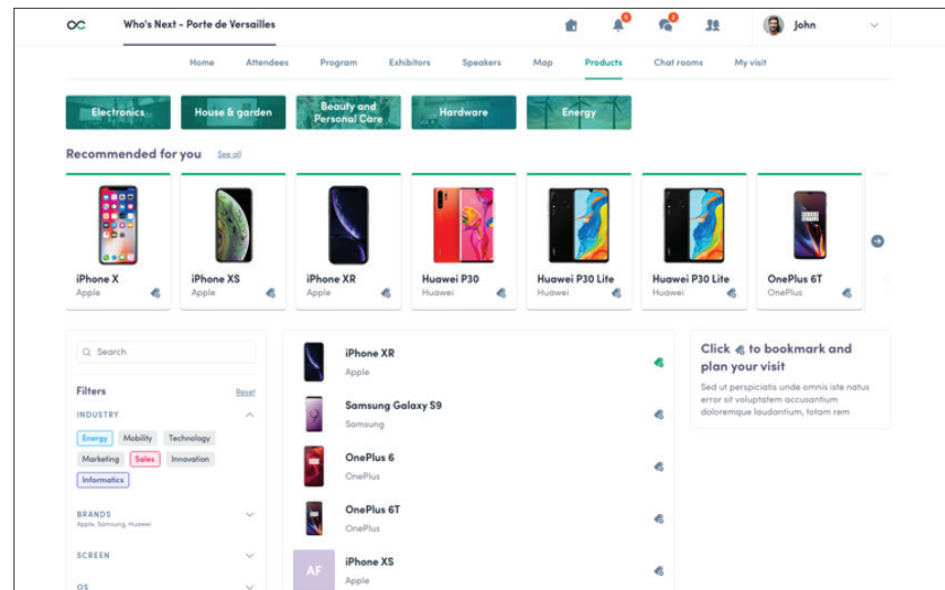 Who's Next - Porte de Versailles
John
Home Attendees Program Exhibitors Speakers Map Products Chat rooms My visit
Electronics
House & garden
Beauty and
Personal Care
Hardware
Energy
Recommended for you See all
iPhone X
Apple
iPhone XS
Apple
iPhone XR
Apple
Huawei P30
Huawei
Huawei P30 Lite
Huawei
Huawei P30 Lite
Huawei
OnePlus 6T
OnePlus
Search
Filters Reset
INDUSTRY
Energy Mobility Technology
Marketing Sales Innovation
Informatics
BRANDS
Apple, Samsung, Huawei
SCREEN
OS
iPhone XR
Apple
Samsung Galaxy S9
Samsung
OnePlus 6
OnePlus
OnePlus 6T
OnePlus
AF
iPhone XS
Apple
Click to bookmark and
plan your visit
Sed ut perspiciatis unde omnis iste natus
error sit voluptatem accusantium
doloremque laudantium, totam rem